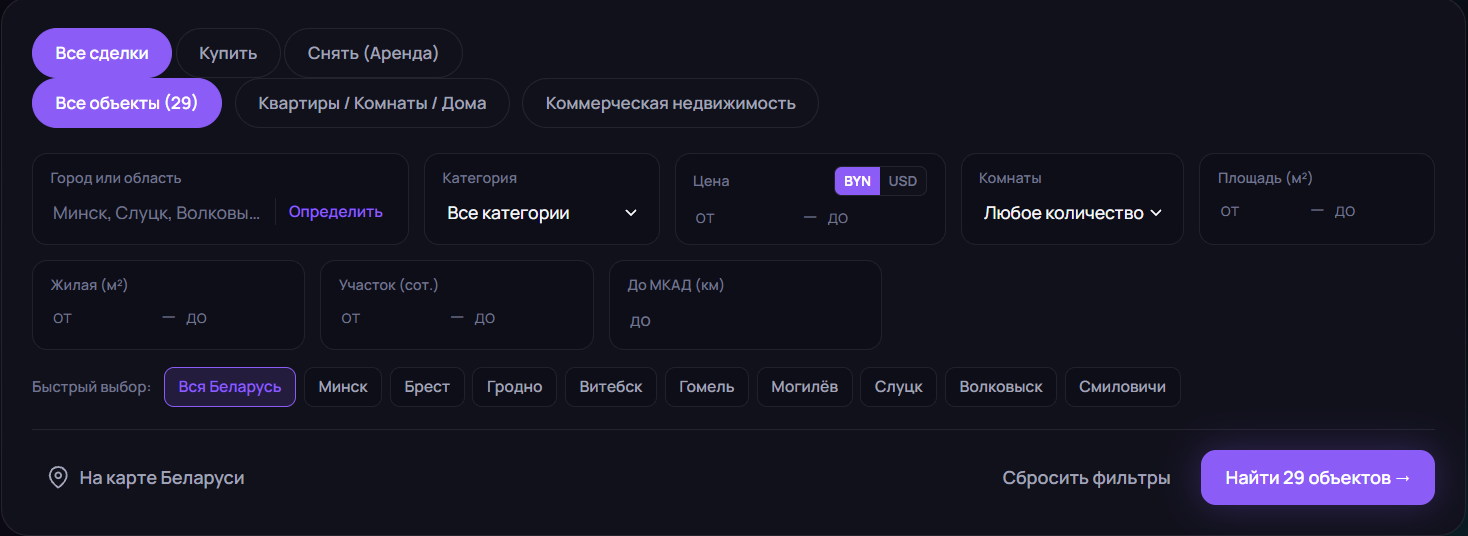 Все сделки Купить Снять (Аренда)
Все объекты (29) Квартиры / Комнаты / Дома Коммерческая недвижимость
Город или область Категория Цена BYN USD Комнаты Площадь (м²)
Минск, Слуцк, Волковы... Определить Все категории от — до Любое количество от — до
Жилая (м²) Участок (сот.) До МКАД (км)
от — до от — до до
Быстрый выбор: Вся Беларусь Минск Брест Гродно Витебск Гомель Могилёв Слуцк Волковыск Смиловичи
На карте Беларуси Сбросить фильтры Найти 29 объектов →